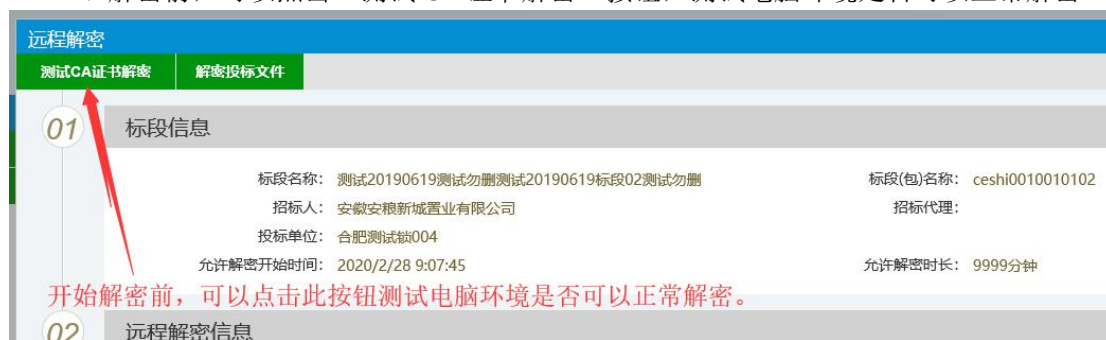 远程解密
测试CA证书解密 解密投标文件
01 标段信息
标段名称： 测试20190619测试勿删测试20190619标段02测试勿删 标段(包)名称： ceshi0010010102
招标人： 安徽安粮新城置业有限公司 招标代理：
投标单位： 合肥测试锁004
允许解密开始时间： 2020/2/28 9:07:45 允许解密时长： 9999分钟
开始解密前，可以点击此按钮测试电脑环境是否可以正常解密。
02 远程解密信息